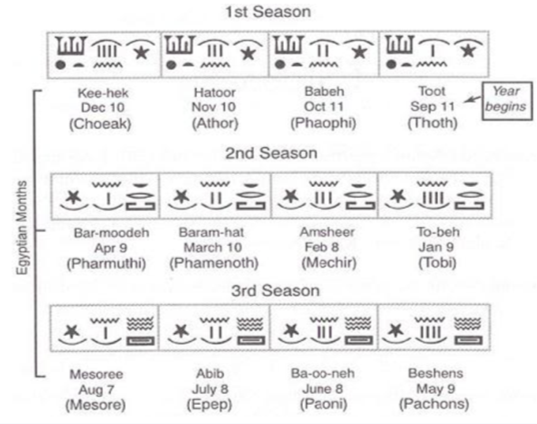 1st Season
Kee-hek Hatoor Babeh Toot Year
Dec 10 Nov 10 Oct 11 Sep 11 begins
(Choeak) (Athor) (Phaophi) (Thoth)
2nd Season
Egyptian Months
Bar-moodeh Baram-hat Amsheer To-beh
Apr 9 March 10 Feb 8 Jan 9
(Pharmuthi) (Phamenoth) (Mechir) (Tobi)
3rd Season
Mesoree Abib Ba-oo-neh Beshens
Aug 7 July 8 June 8 May 9
(Mesore) (Epep) (Paoni) (Pachons)